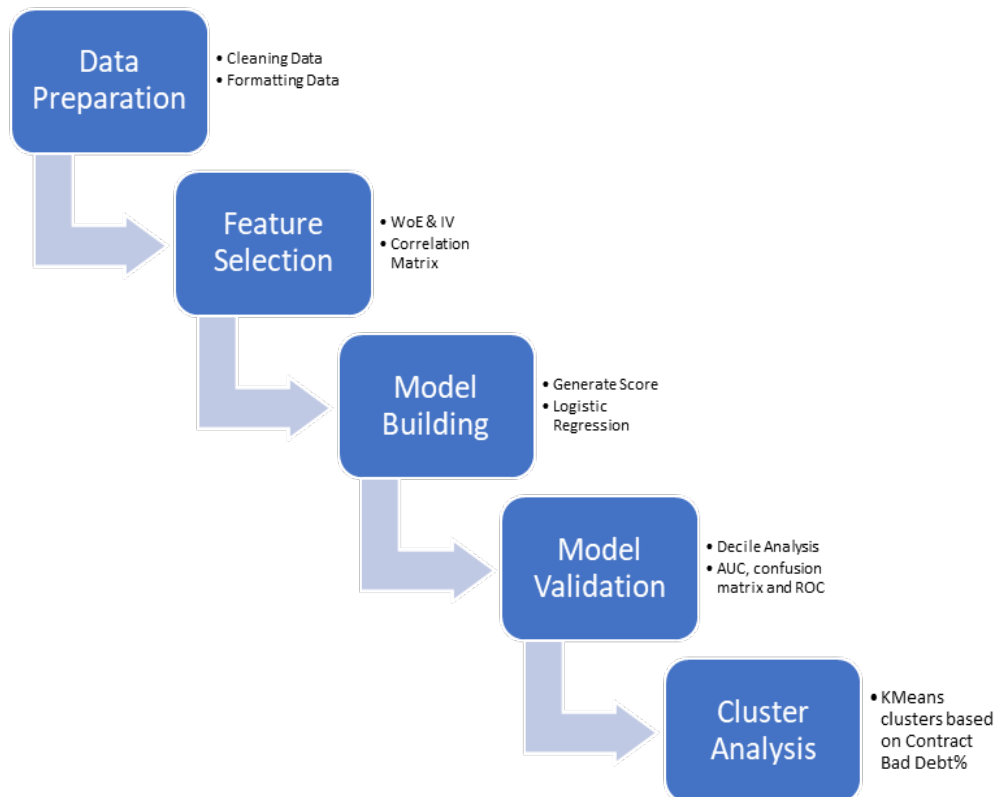 Data
Preparation
• Cleaning Data
• Formatting Data
Feature
Selection
• WoE & IV
• Correlation
Matrix
Model
Building
• Generate Score
• Logistic
Regression
Model
Validation
• Decile Analysis
• AUC, confusion
matrix and ROC
Cluster
Analysis
• KMeans
clusters based
on Contract
Bad Debt%